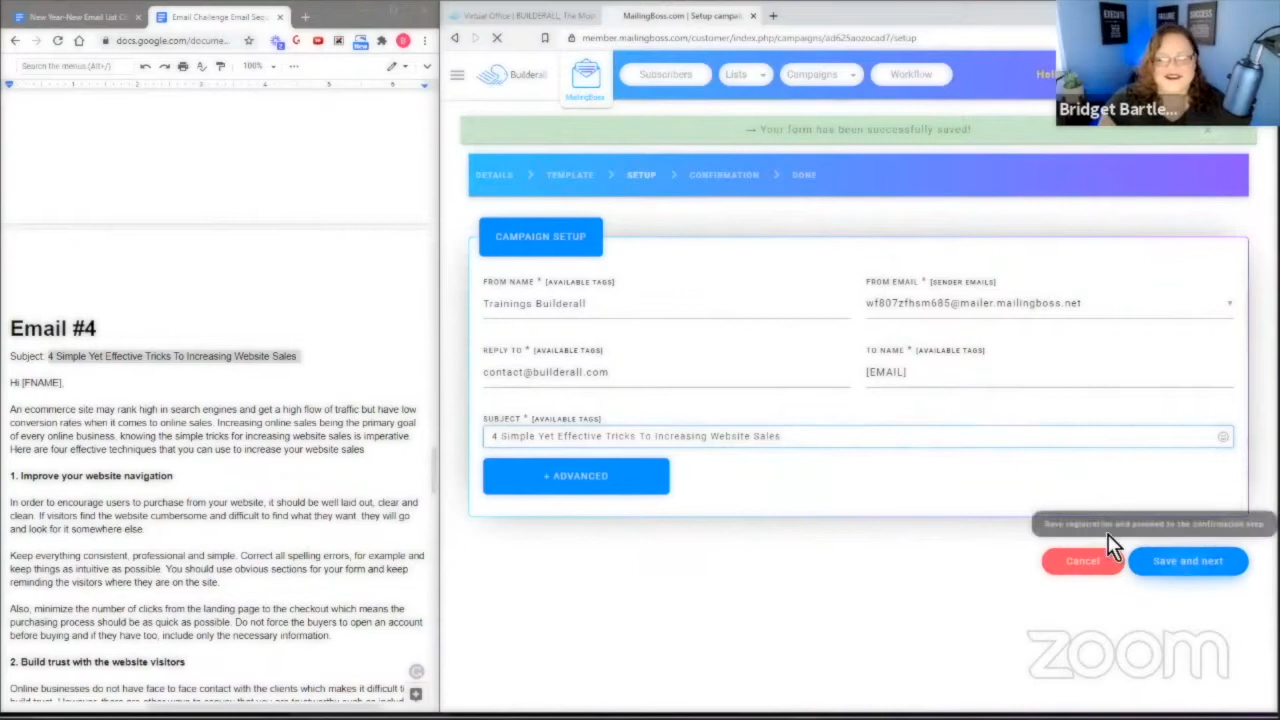 New Year-New Email List C
Email Challenge Email Seq
Virtual Office | BUILDERALL, The Most
MailingBoss.com | Setup campai
docs.google.com/docume...
member.mailingboss.com/customer/index.php/campaigns/ad625aozocad7/setup
Search the menus (Alt+/)
100%
Builderall
MailingBoss
Subscribers
Lists
Campaigns
Workflow
Hel
EXECUTE
FAILURE
SUCCESS
Bridget Bartle...
→ Your form has been successfully saved!
DETAILS
TEMPLATE
SETUP
CONFIRMATION
DONE
CAMPAIGN SETUP
FROM NAME * [AVAILABLE TAGS]
Trainings Builderall
FROM EMAIL * [SENDER EMAILS]
wf807zfhsm685@mailer.mailingboss.net
REPLY TO * [AVAILABLE TAGS]
contact@builderall.com
TO NAME * [AVAILABLE TAGS]
[EMAIL]
SUBJECT * [AVAILABLE TAGS]
4 Simple Yet Effective Tricks To Increasing Website Sales
+ ADVANCED
Save registration and proceed to the confirmation step
Cancel
Save and next
zoom
Email #4
Subject: 4 Simple Yet Effective Tricks To Increasing Website Sales
Hi [FNAME],
An ecommerce site may rank high in search engines and get a high flow of traffic but have low
conversion rates when it comes to online sales. Increasing online sales being the primary goal
of every online business, knowing the simple tricks for increasing website sales is imperative.
Here are four effective techniques that you can use to increase your website sales
1. Improve your website navigation
In order to encourage users to purchase from your website, it should be well laid out, clear and
clean. If visitors find the website cumbersome and difficult to find what they want, they will go
and look for it somewhere else.
Keep everything consistent, professional and simple. Correct all spelling errors, for example and
keep things as intuitive as possible. You should use obvious sections for your form and keep
reminding the visitors where they are on the site.
Also, minimize the number of clicks from the landing page to the checkout which means the
purchasing process should be as quick as possible. Do not force the buyers to open an account
before buying and if they have too, include only the necessary information.
2. Build trust with the website visitors
Online businesses do not have face to face contact with the clients which makes it difficult t